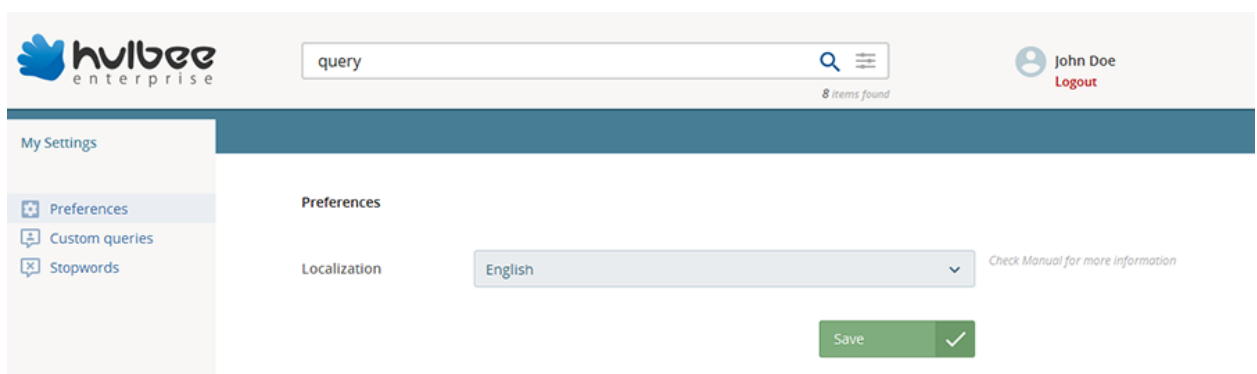 hulbee
enterprise
query
8 items found
John Doe
Logout
My Settings
Preferences
Custom queries
Stopwords
Preferences
Localization
English
Check Manual for more information
Save